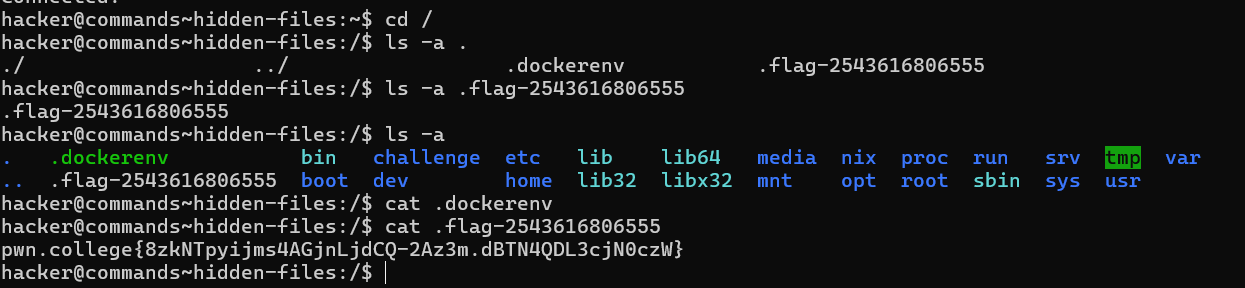 hacker@commands~hidden-files:~$ cd /
hacker@commands~hidden-files:/$ ls -a .
./ ../ .dockerenv .flag-2543616806555
hacker@commands~hidden-files:/$ ls -a .flag-2543616806555
.flag-2543616806555
hacker@commands~hidden-files:/$ ls -a
. .dockerenv bin challenge etc lib lib64 media nix proc run srv tmp var
.. .flag-2543616806555 boot dev home lib32 libx32 mnt opt root sbin sys usr
hacker@commands~hidden-files:/$ cat .dockerenv
hacker@commands~hidden-files:/$ cat .flag-2543616806555
pwn.college{8zkNTpyijms4AGjnLjdCQ-2Az3m.dBTN4QDL3cjN0czW}
hacker@commands~hidden-files:/$